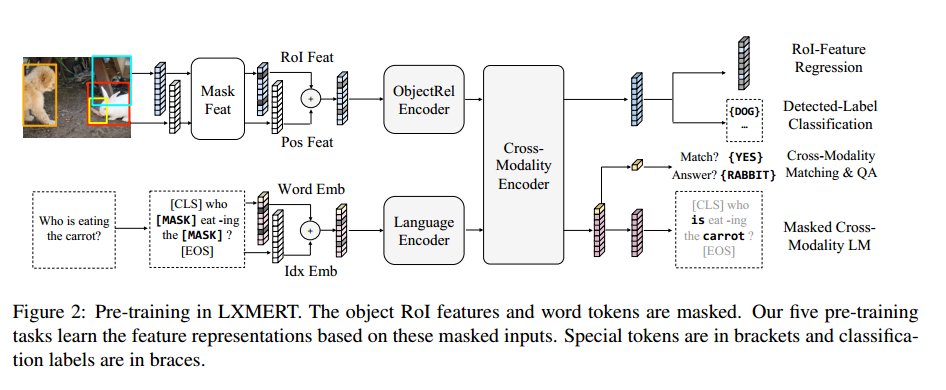 RoI Feat
Mask
Feat
Pos Feat
ObjectRel
Encoder
RoI-Feature
Regression
{DOG}
…
Detected-Label
Classification
Cross-
Modality
Encoder
Match? {YES}
Answer? {RABBIT}
Cross-Modality
Matching & QA
Who is eating
the carrot?
[CLS] who
[MASK] eat -ing
the [MASK] ?
[EOS]
Word Emb
Idx Emb
Language
Encoder
[CLS] who
is eat -ing
the carrot ?
[EOS]
Masked Cross-
Modality LM
Figure 2: Pre-training in LXMERT. The object RoI features and word tokens are masked. Our five pre-training
tasks learn the feature representations based on these masked inputs. Special tokens are in brackets and classifica-
tion labels are in braces.